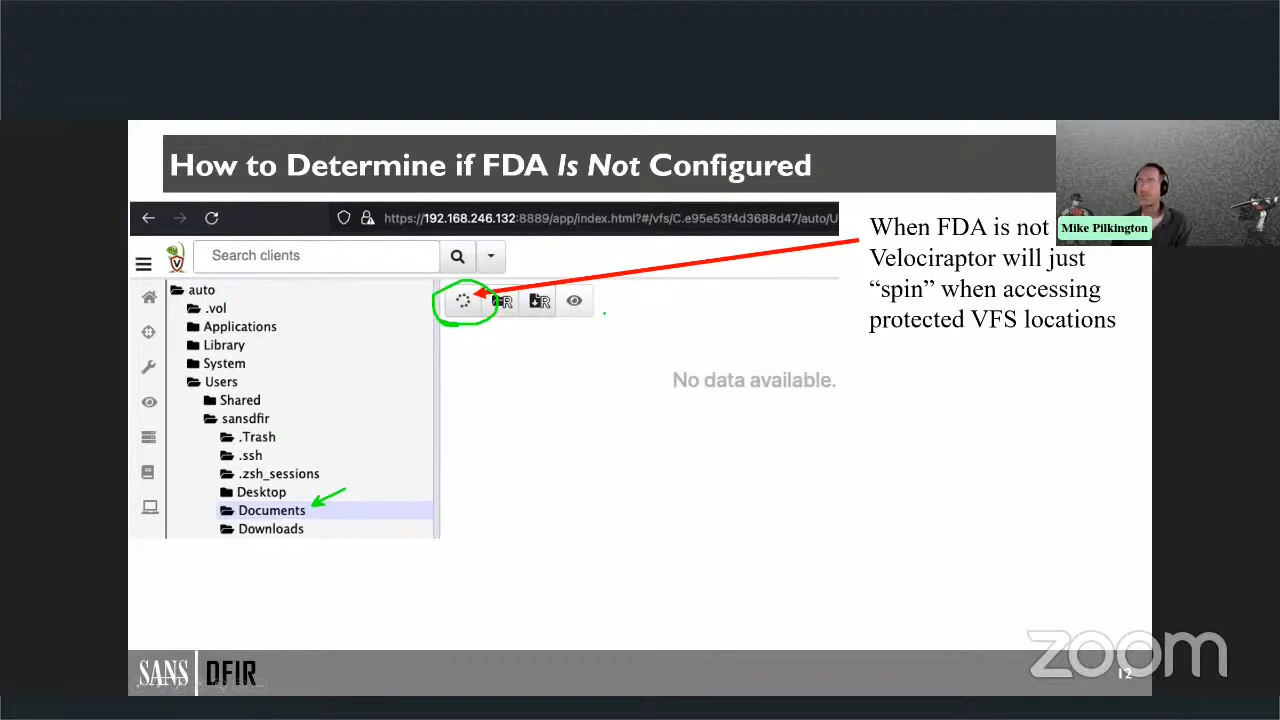 How to Determine if FDA Is Not Configured
https://192.168.246.132:8889/app/index.html?#/vfs/C.e95e53f4d3688d47/auto/U
When FDA is not
Mike Pilkington
Velociraptor will just
"spin" when accessing
protected VFS locations
Search clients
auto
.vol
Applications
Library
System
Users
Shared
sansdfir
.Trash
.ssh
.zsh_sessions
Desktop
Documents
Downloads
R
R
No data available.
SANS DFIR
zoom
12